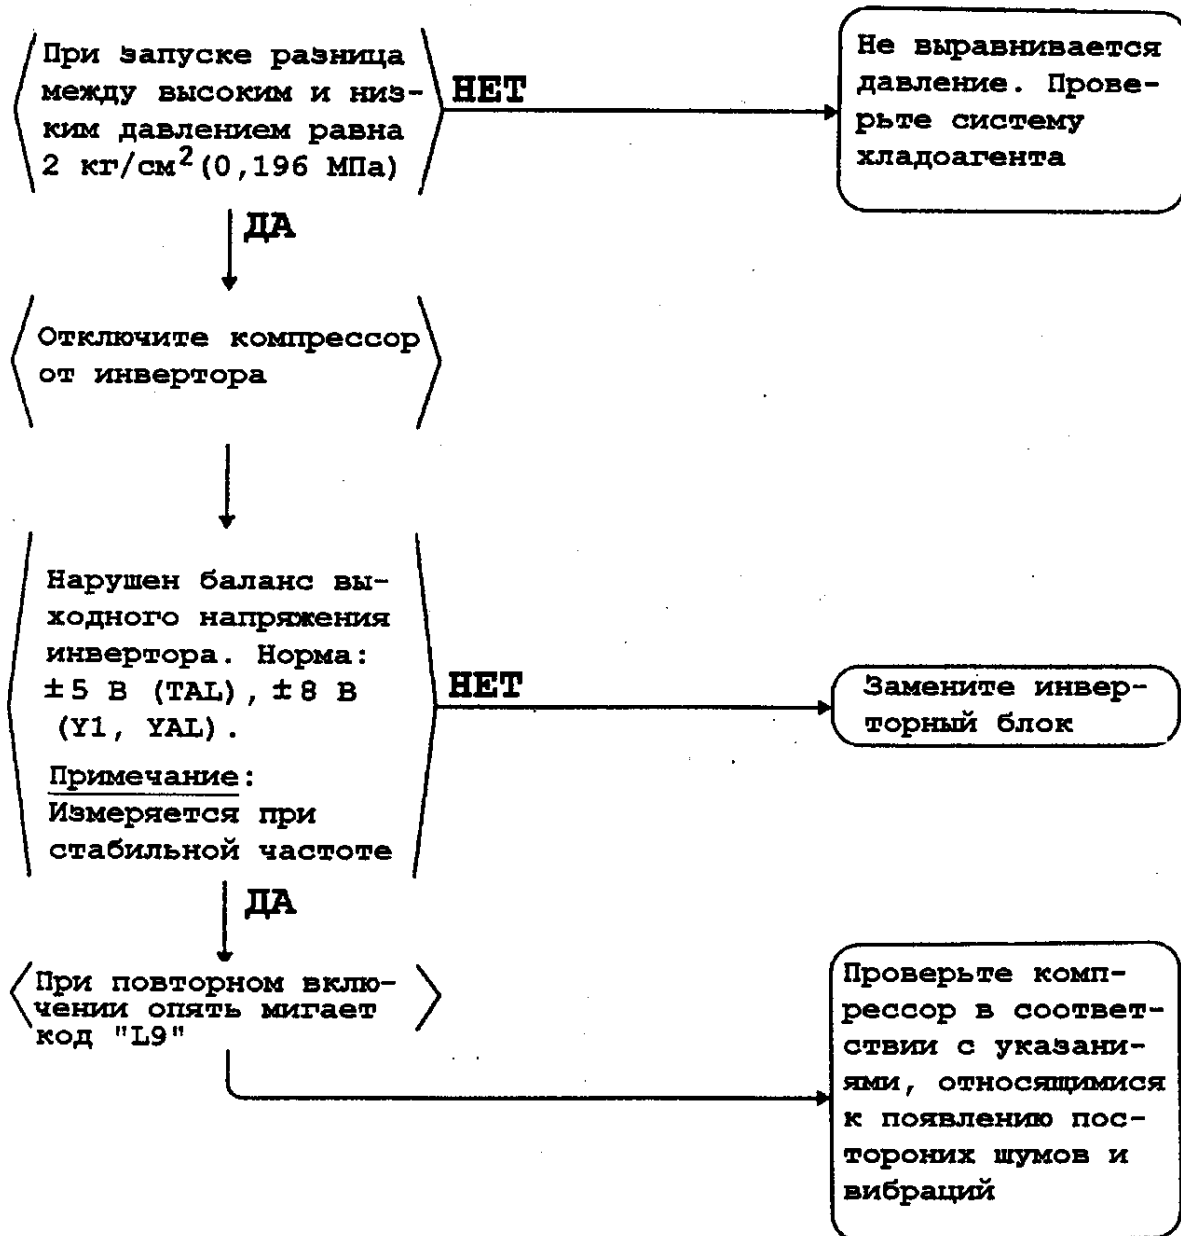 При запуске разница
между высоким и низ-
ким давлением равна
2 кг/см² (0,196 МПа)
НЕТ
Не выравнивается
давление. Прове-
рьте систему
хладоагента
ДА
Отключите компрессор
от инвертора
Нарушен баланс вы-
ходного напряжения
инвертора. Норма:
±5 В (TAL), ±8 В
(Y1, YAL).
Примечание:
Измеряется при
стабильной частоте
НЕТ
Замените инвер-
торный блок
ДА
При повторном вклю-
чении опять мигает
код "L9"
Проверьте комп-
рессор в соответ-
ствии с указани-
ями, относящимися
к появлению пос-
тороних шумов и
вибраций